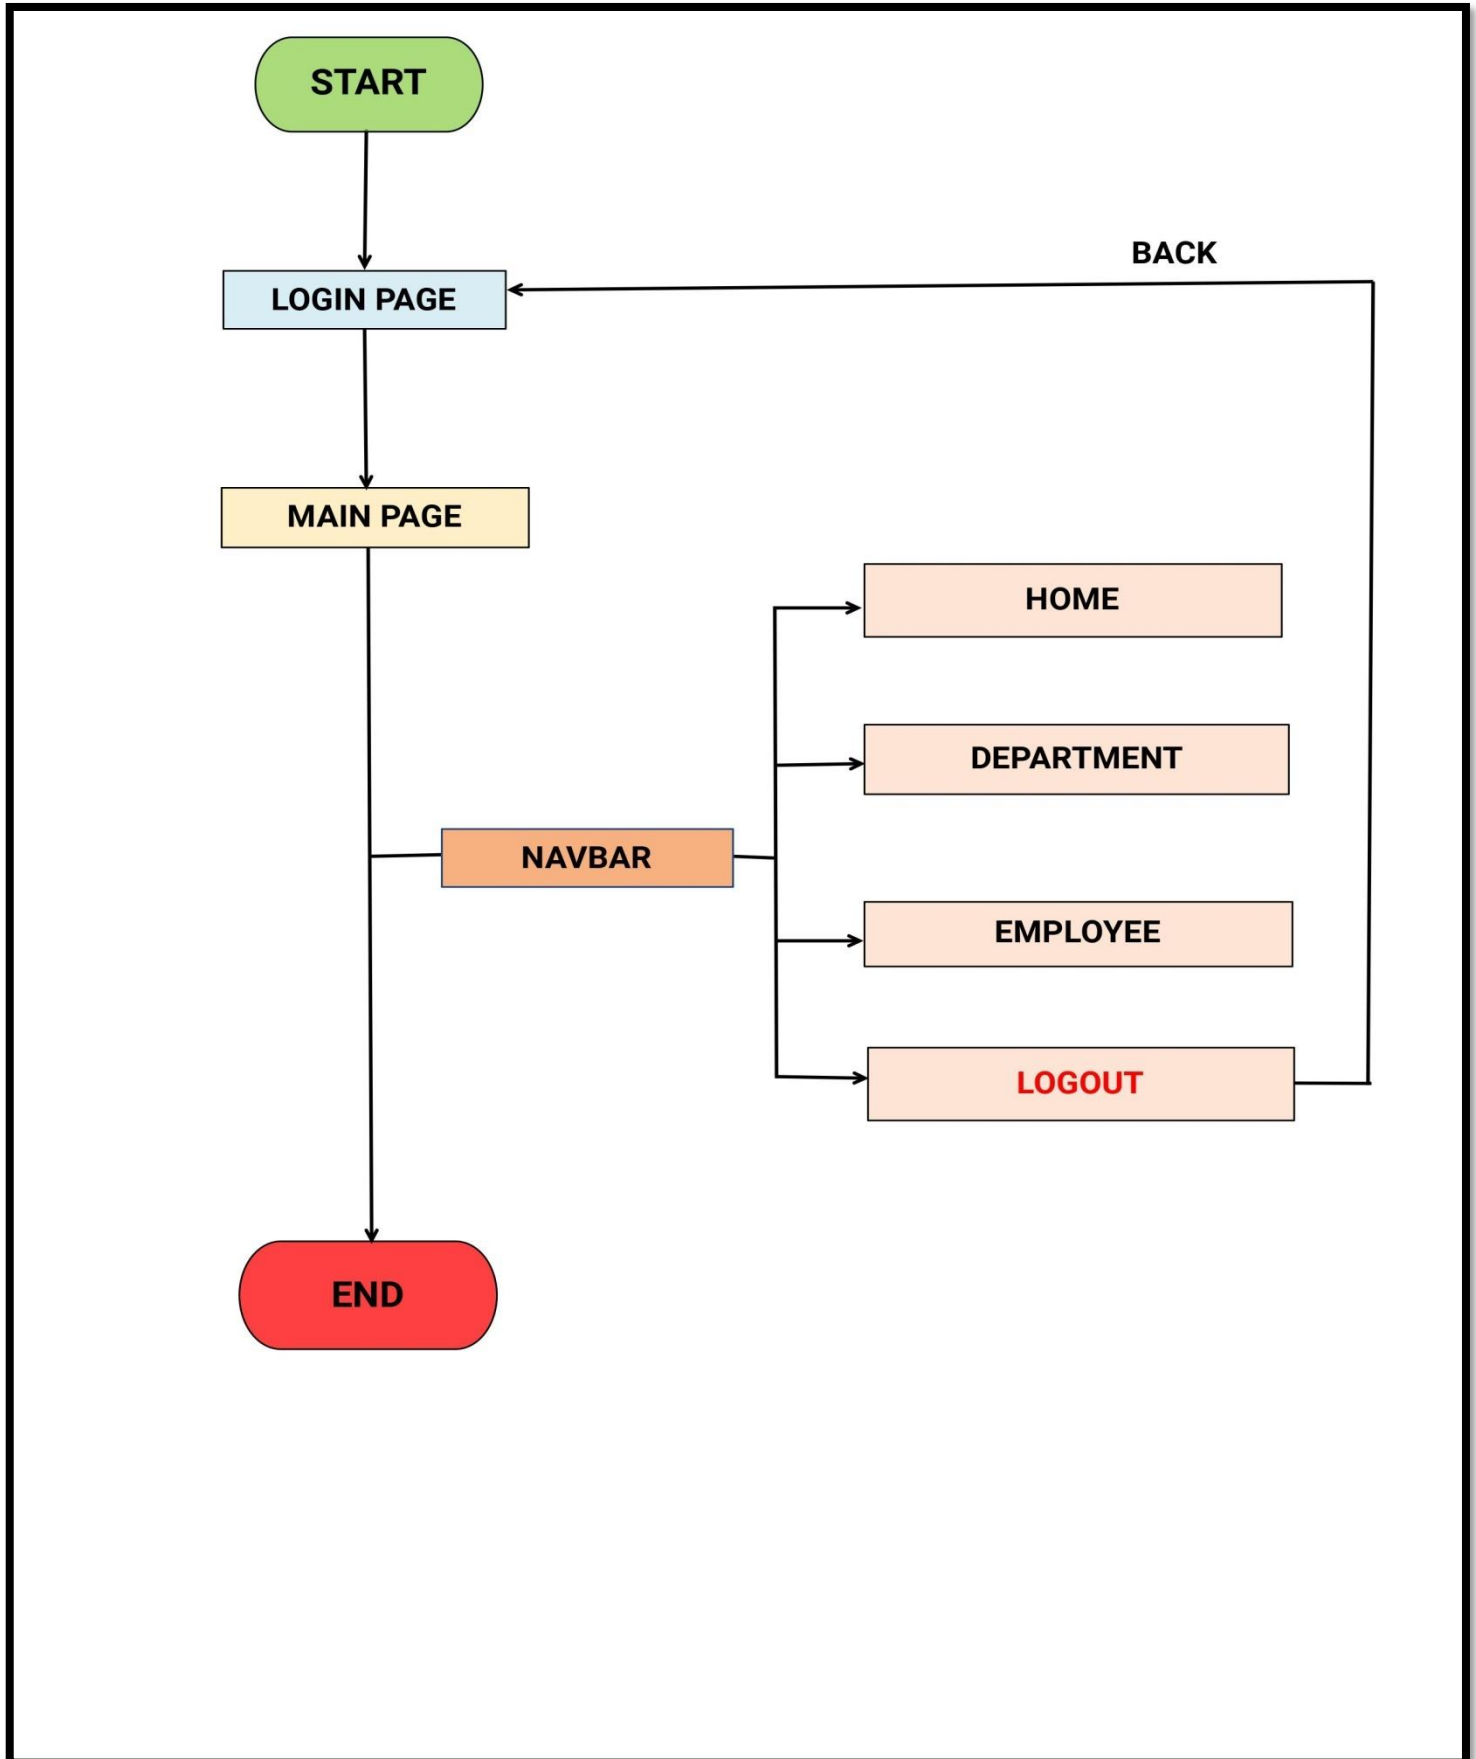 START
BACK
LOGIN PAGE
MAIN PAGE
HOME
DEPARTMENT
NAVBAR
EMPLOYEE
LOGOUT
END